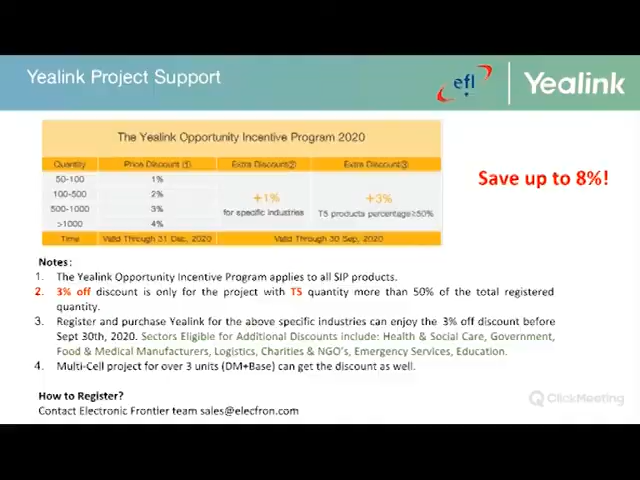 Yealink Project Support
efl
Yealink
The Yealink Opportunity Incentive Program 2020
Quantity Price Discount ① Extra Discount② Extra Discount③
50-100 1%
100-500 2%
500-1000 3%
>1000 4%
+1%
for specific industries
+3%
T5 products percentage≥50%
Time Valid Through 31 Dec, 2020 Valid Through 30 Sep, 2020
Save up to 8%!
Notes:
1. The Yealink Opportunity Incentive Program applies to all SIP products.
2. 3% off discount is only for the project with T5 quantity more than 50% of the total registered
quantity.
3. Register and purchase Yealink for the above specific industries can enjoy the 3% off discount before
Sept 30th, 2020. Sectors Eligible for Additional Discounts include: Health & Social Care, Government,
Food & Medical Manufacturers, Logistics, Charities & NGO's, Emergency Services, Education.
4. Multi-Cell project for over 3 units (DM+Base) can get the discount as well.
How to Register?
Contact Electronic Frontier team sales@elecfron.com
ClickMeeting